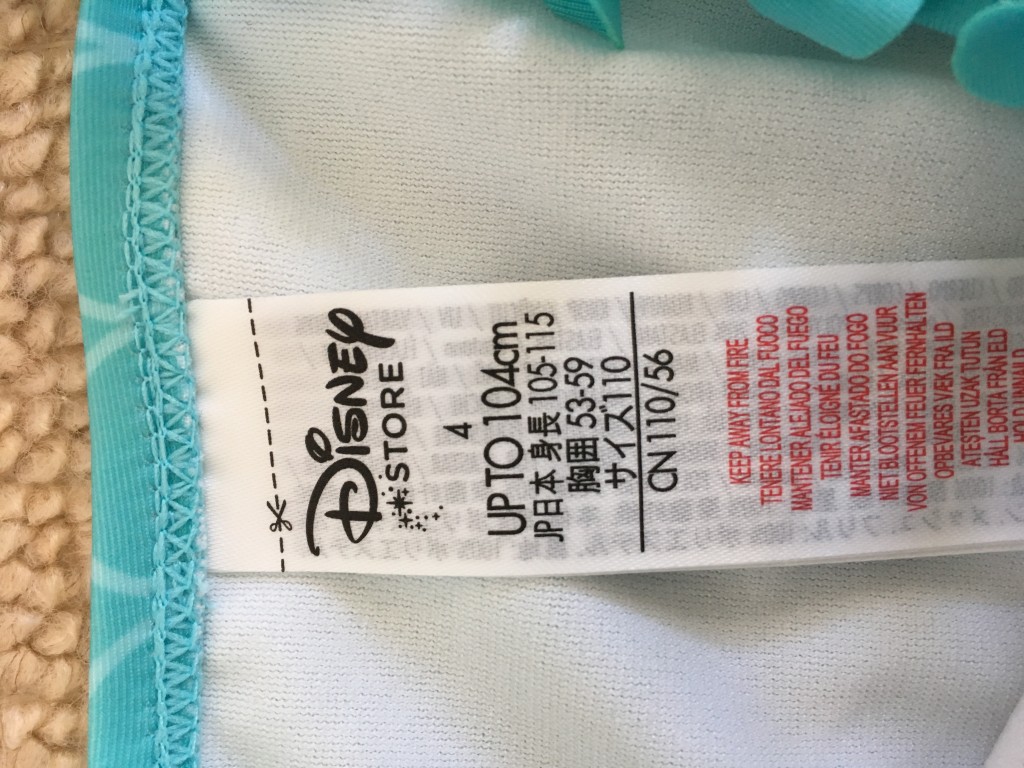 DISNEY
STORE
4
UP TO 104cm
JP日本 身長 105-115
胸囲 53-59
サイズ110
CN 110/56
KEEP AWAY FROM FIRE
TENERE LONTANO DAL FUOCO
MANTENER ALEJADO DEL FUEGO
TENIR ÉLOIGNÉ DU FEU
MANTER AFASTADO DO FOGO
NIET BLOOTSTELLEN AAN VUUR
VON OFFENEM FEUER FERNHALTEN
OPBEVARES VÆK FRA ILD
ATESTEN UZAK TUTUN
HÅLL BORTA FRÅN ELD